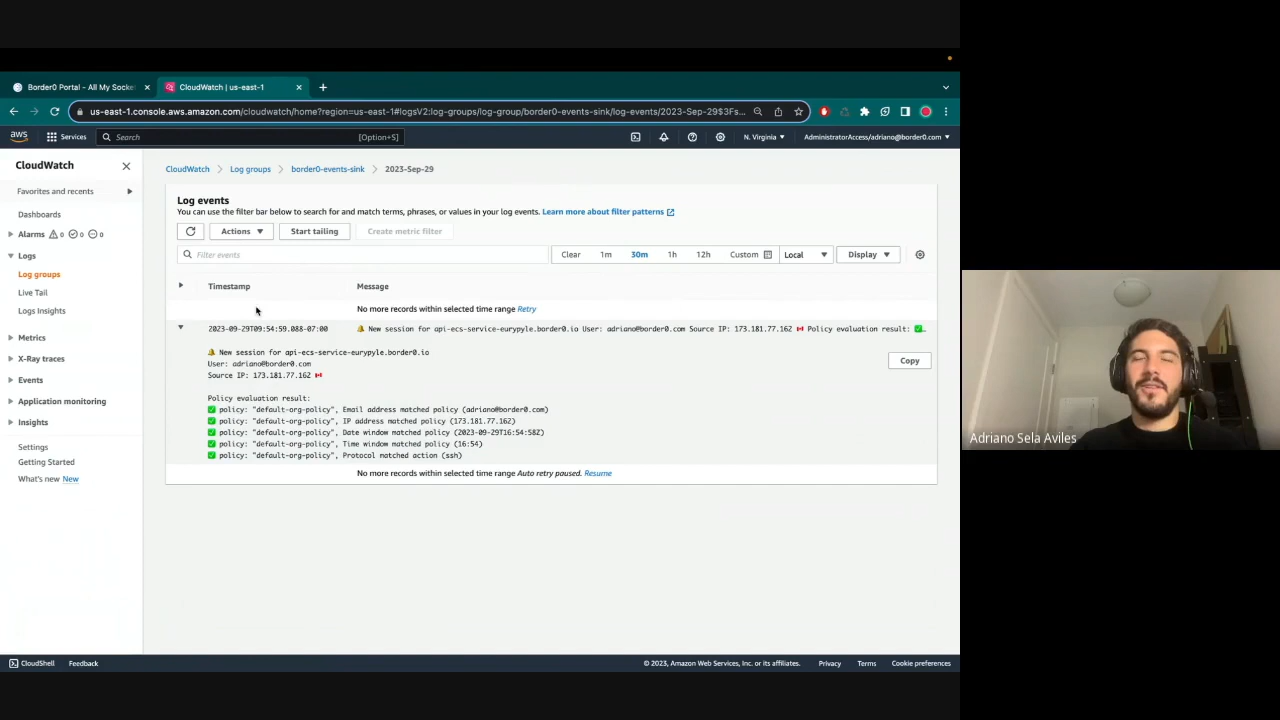 Border0 Portal - All My Socke
CloudWatch | us-east-1
us-east-1.console.aws.amazon.com/cloudwatch/home?region=us-east-1#logsV2:log-groups/log-group/border0-events-sink/log-events/2023-Sep-29$3Fs...
aws
Services
Search
[Option+S]
N. Virginia
AdministratorAccess/adriano@border0.com
CloudWatch
Favorites and recents
Dashboards
Alarms 0 0 0
Logs
Log groups
Live Tail
Logs Insights
Metrics
X-Ray traces
Events
Application monitoring
Insights
Settings
Getting Started
What's new New
CloudWatch > Log groups > border0-events-sink > 2023-Sep-29
Log events
You can use the filter bar below to search for and match terms, phrases, or values in your log events. Learn more about filter patterns
Actions
Start tailing
Create metric filter
Filter events
Clear 1m 30m 1h 12h Custom Local Display
Timestamp Message
No more records within selected time range Retry
2023-09-29T09:54:59.088-07:00 🔔 New session for api-ecs-service-eurypyle.border0.io User: adriano@border0.com Source IP: 173.181.77.162 🇨🇦 Policy evaluation result: ✅…
🔔 New session for api-ecs-service-eurypyle.border0.io
User: adriano@border0.com
Source IP: 173.181.77.162 🇨🇦
Copy
Policy evaluation result:
✅ policy: "default-org-policy", Email address matched policy (adriano@border0.com)
✅ policy: "default-org-policy", IP address matched policy (173.181.77.162)
✅ policy: "default-org-policy", Date window matched policy (2023-09-29T16:54:58Z)
✅ policy: "default-org-policy", Time window matched policy (16:54)
✅ policy: "default-org-policy", Protocol matched action (ssh)
No more records within selected time range Auto retry paused. Resume
Adriano Sela Aviles
CloudShell
Feedback
© 2023, Amazon Web Services, Inc. or its affiliates.
Privacy
Terms
Cookie preferences